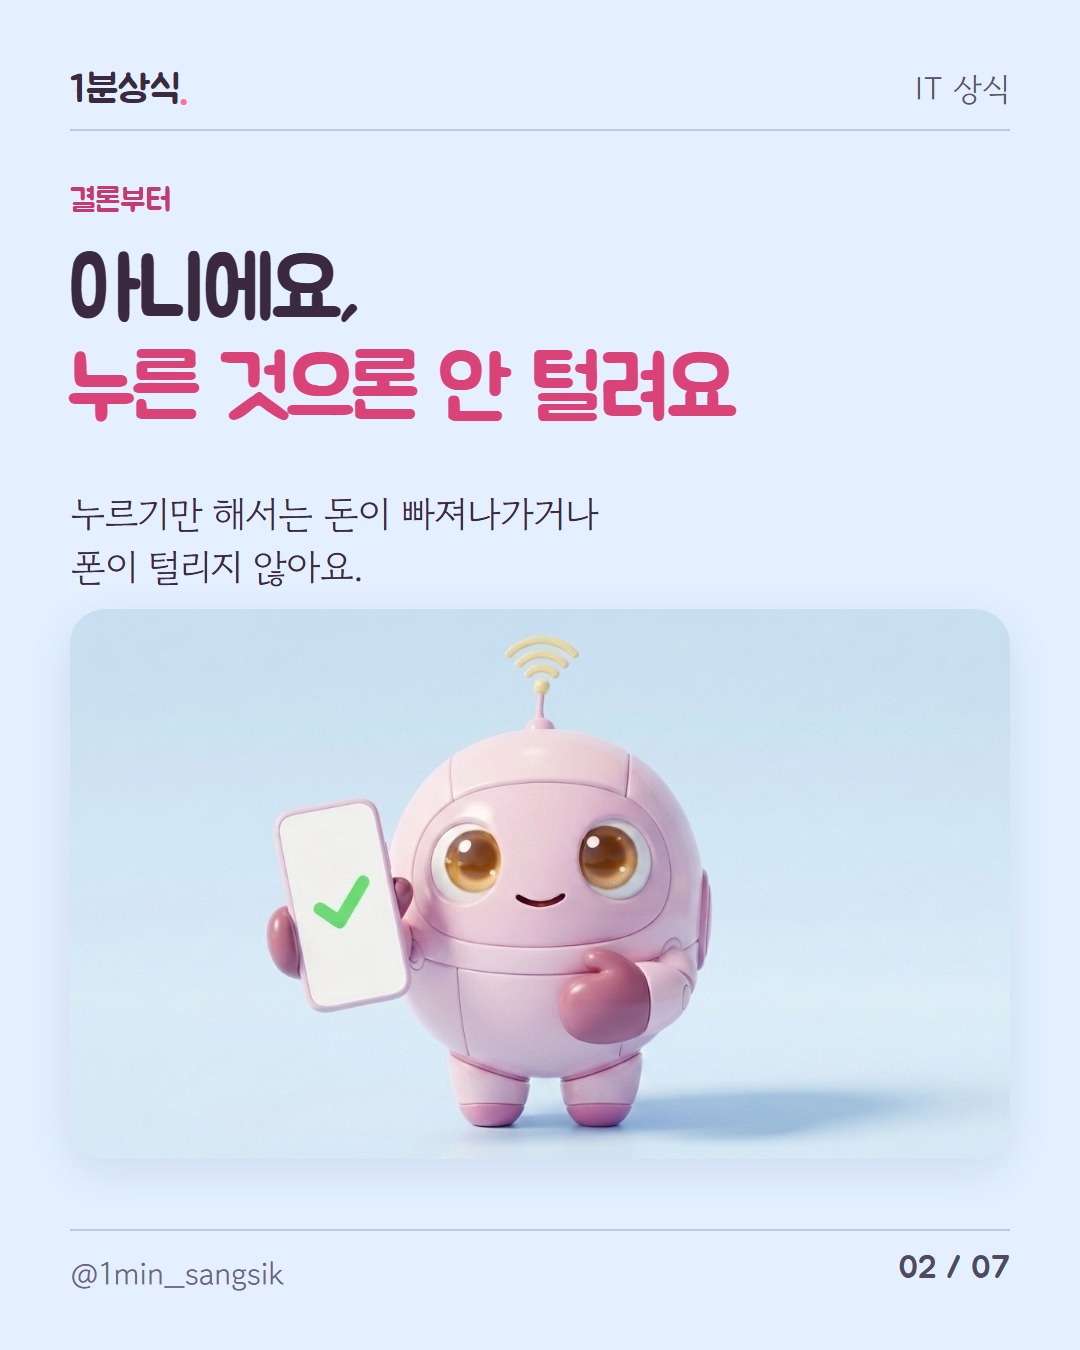 1분상식.
IT 상식
결론부터
아니에요,
누른 것으론 안 털려요
누르기만 해서는 돈이 빠져나가거나
폰이 털리지 않아요.
@1min_sangsik
02 / 07